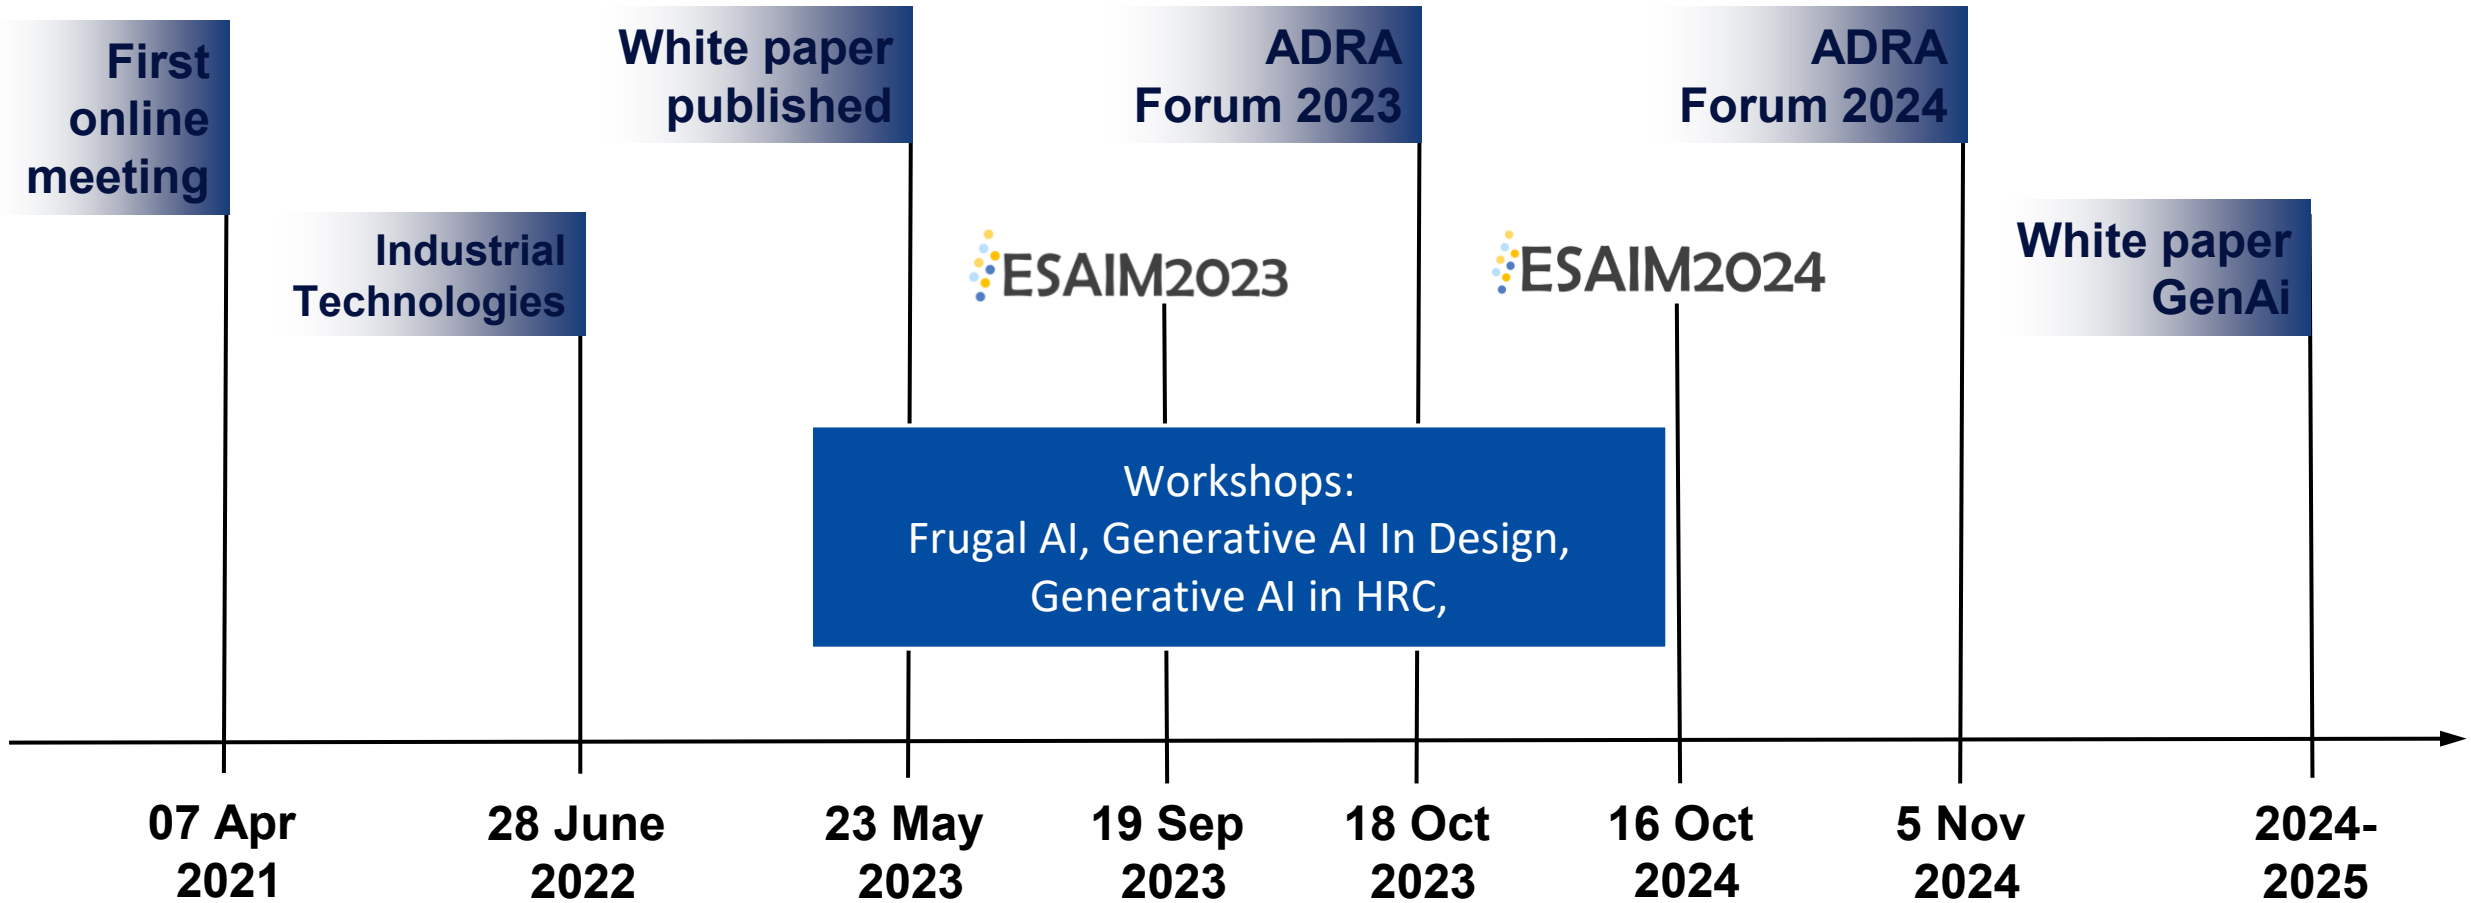 First
online
meeting
Industrial
Technologies
White paper
published
ESAIM2023
ADRA
Forum 2023
ESAIM2024
ADRA
Forum 2024
White paper
GenAi
Workshops:
Frugal AI, Generative AI In Design,
Generative AI in HRC,
07 Apr
2021
28 June
2022
23 May
2023
19 Sep
2023
18 Oct
2023
16 Oct
2024
5 Nov
2024
2024-
2025